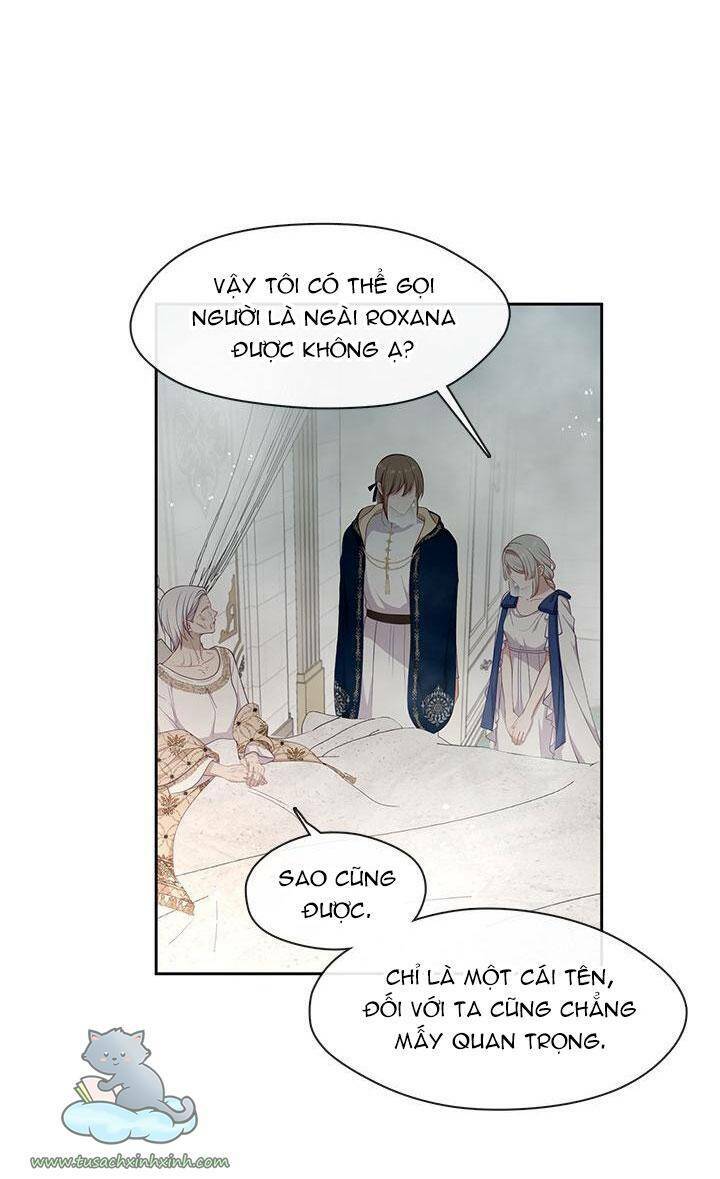 VẬY TÔI CÓ THỂ GỌI
NGƯỜI LÀ NGÀI ROXANA
ĐƯỢC KHÔNG Ạ?
SAO CŨNG
ĐƯỢC.
CHỈ LÀ MỘT CÁI TÊN,
ĐỐI VỚI TA CŨNG CHẲNG
MẤY QUAN TRỌNG.
www.tusachxinhxinh.com